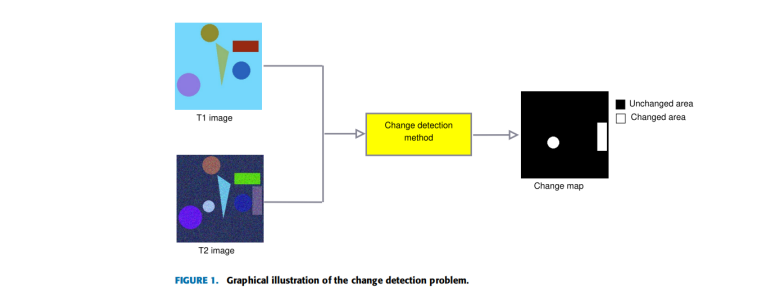 T1 image
Change detection
method
Unchanged area
Changed area
Change map
T2 image
FIGURE 1. Graphical illustration of the change detection problem.